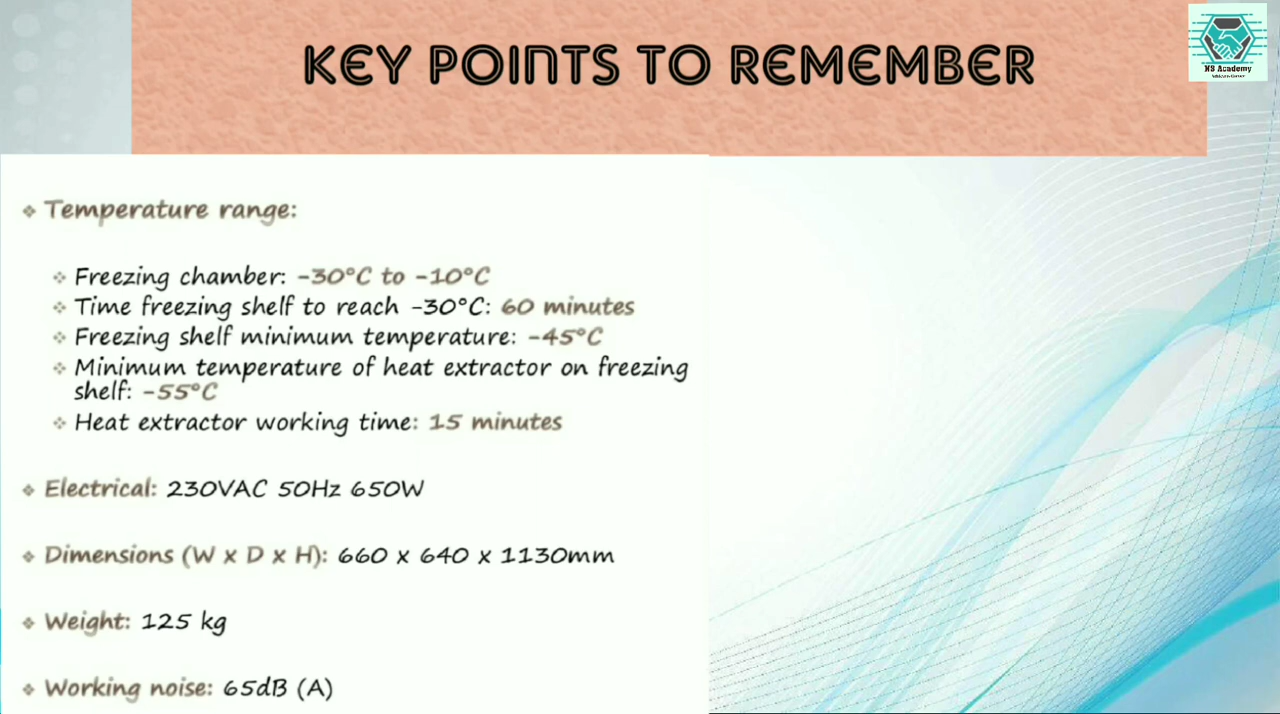 KEY POINTS TO REMEMBER
NS Academy
❖ Temperature range:
❖ Freezing chamber: -30°C to -10°C
❖ Time freezing shelf to reach -30°C: 60 minutes
❖ Freezing shelf minimum temperature: -45°C
❖ Minimum temperature of heat extractor on freezing
shelf: -55°C
❖ Heat extractor working time: 15 minutes
❖ Electrical: 230VAC 50Hz 650W
❖ Dimensions (W x D x H): 660 x 640 x 1130mm
❖ Weight: 125 kg
❖ Working noise: 65dB (A)